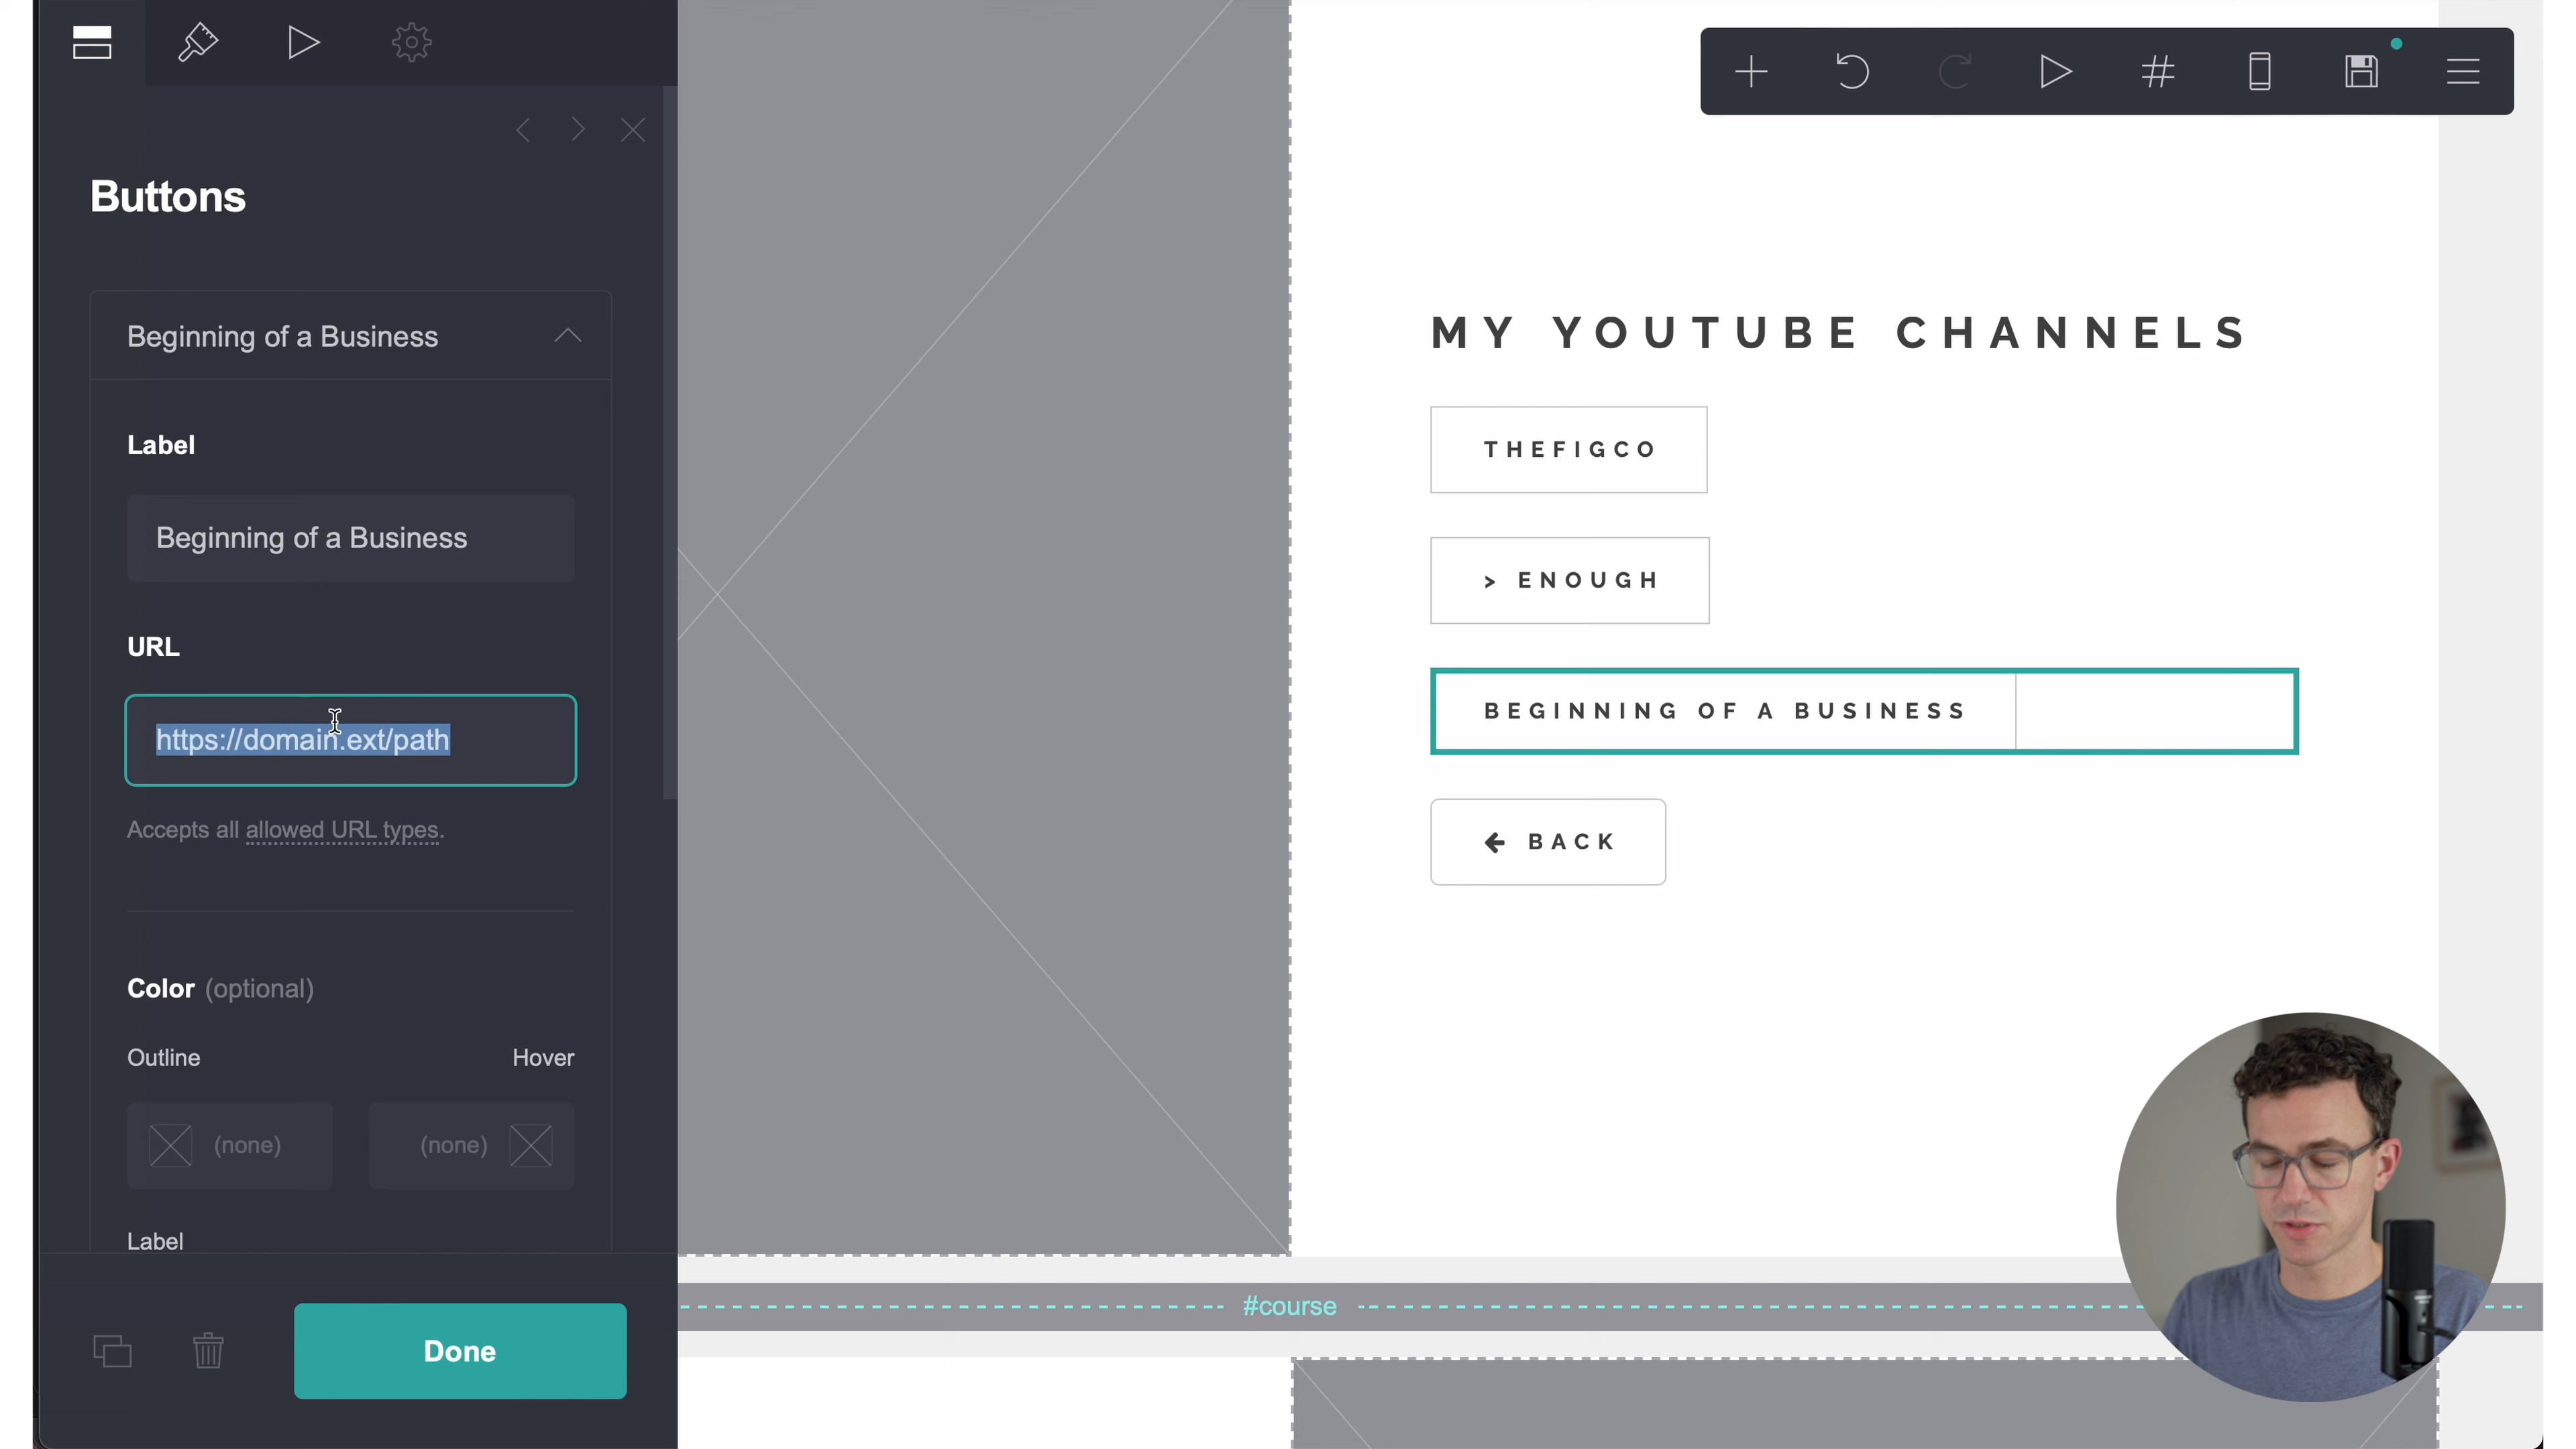 Buttons
Beginning of a Business
Label
Beginning of a Business
URL
https://domain.ext/path
Accepts all allowed URL types.
Color (optional)
Outline Hover
(none) (none)
Label
Done
MY YOUTUBE CHANNELS
THEFIGCO
> ENOUGH
BEGINNING OF A BUSINESS
BACK
#course